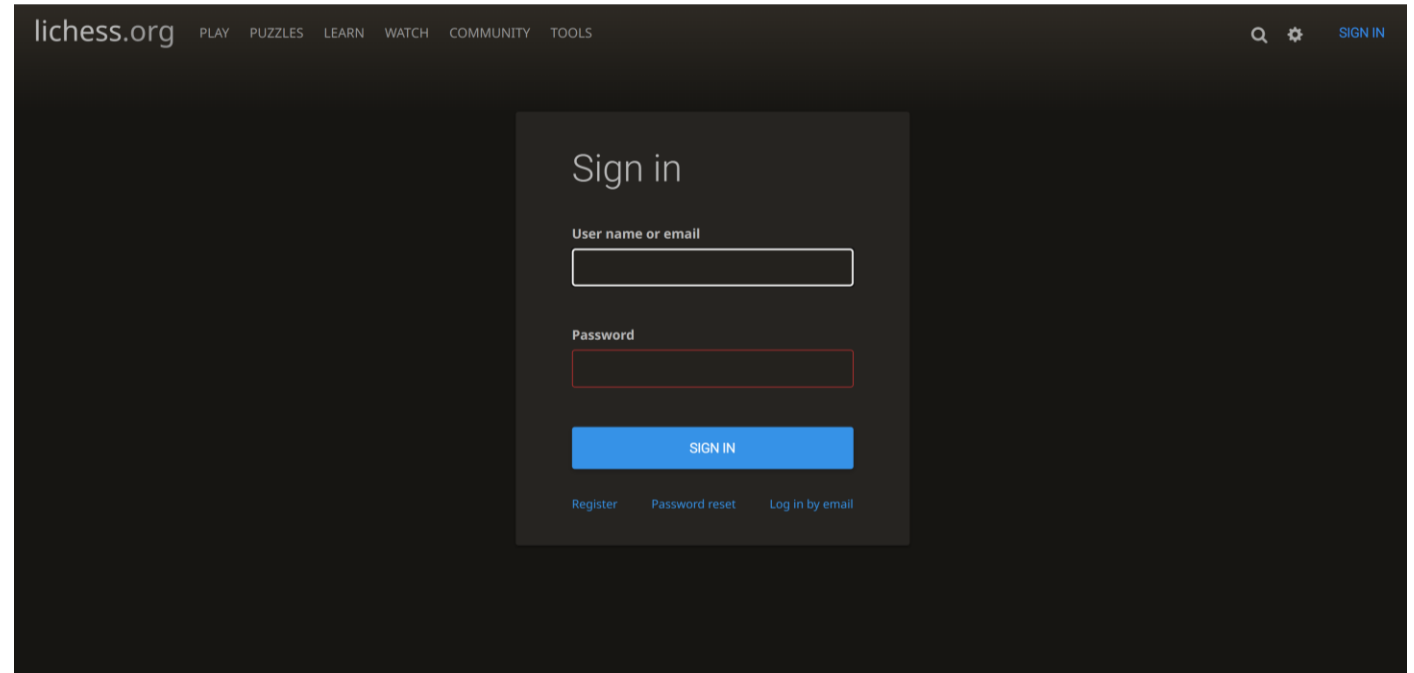 lichess.org PLAY PUZZLES LEARN WATCH COMMUNITY TOOLS SIGN IN
Sign in
User name or email
Password
SIGN IN
Register Password reset Log in by email